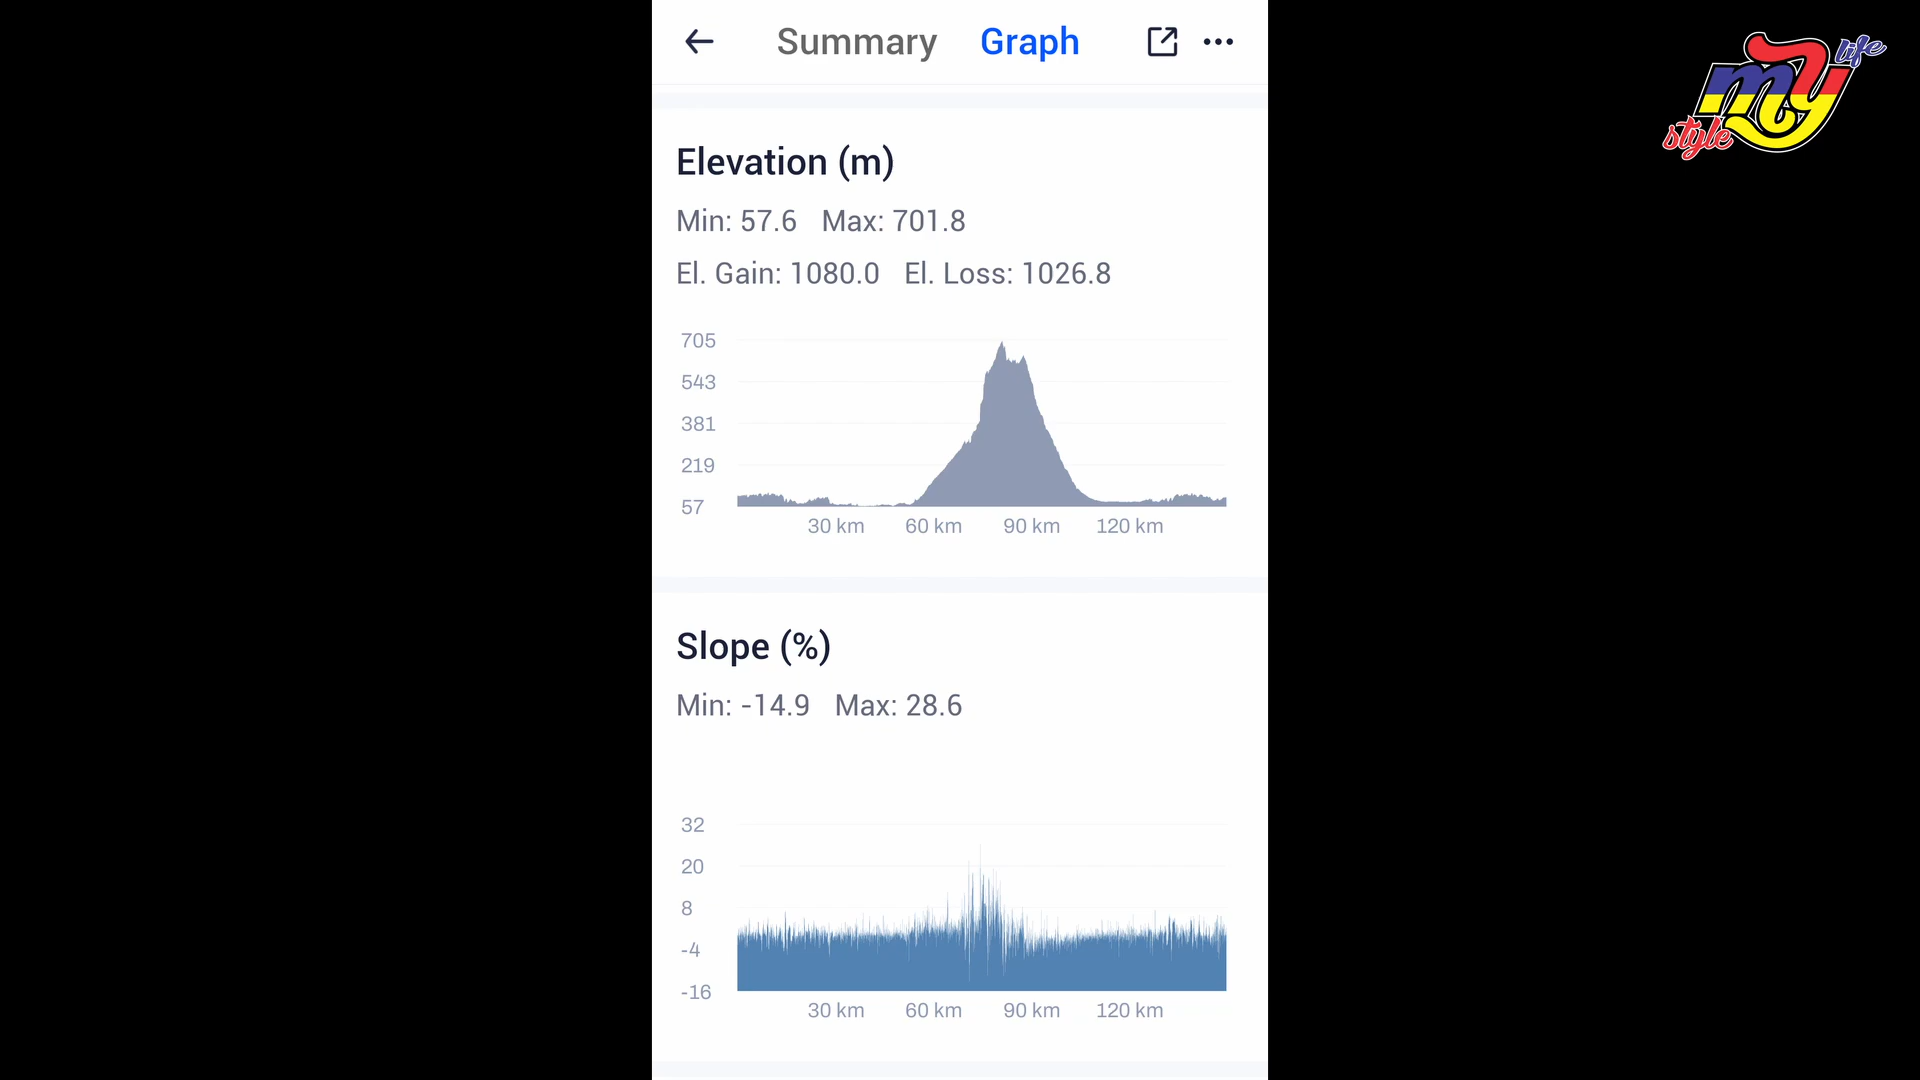 Summary Graph
my life style
Elevation (m)
Min: 57.6 Max: 701.8
El. Gain: 1080.0 El. Loss: 1026.8
705
543
381
219
57
30 km 60 km 90 km 120 km
Slope (%)
Min: -14.9 Max: 28.6
32
20
8
-4
-16
30 km 60 km 90 km 120 km